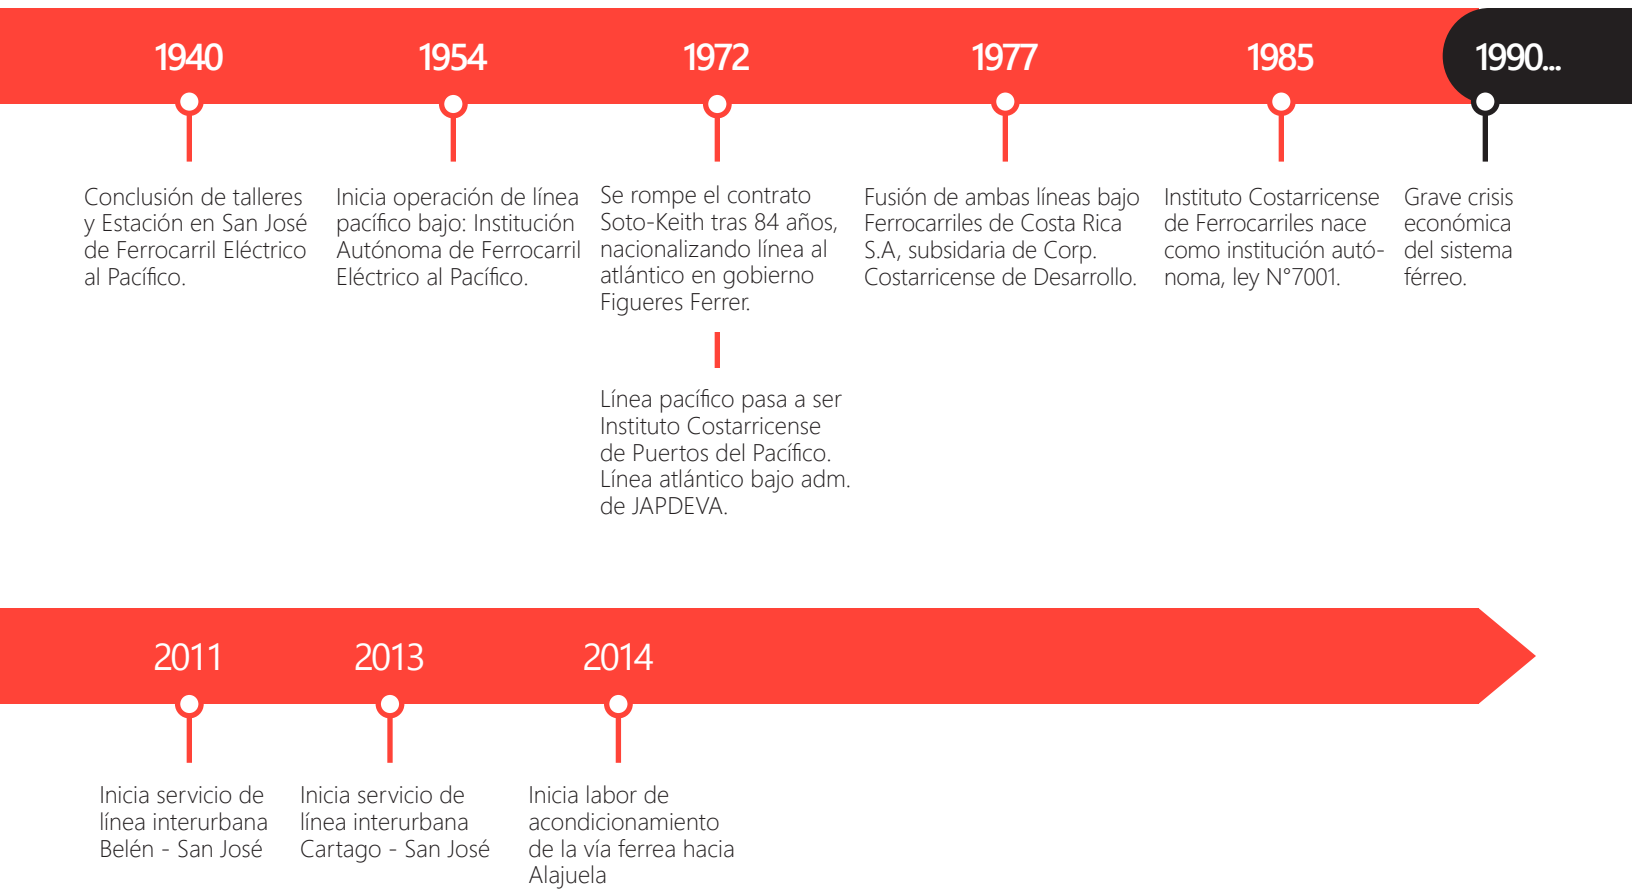 1940
Conclusión de talleres
y Estación en San José
de Ferrocarril Eléctrico
al Pacífico.
1954
Inicia operación de línea
pacífico bajo: Institución
Autónoma de Ferrocarril
Eléctrico al Pacífico.
1972
Se rompe el contrato
Soto-Keith tras 84 años,
nacionalizando línea al
atlántico en gobierno
Figueres Ferrer.
Línea pacífico pasa a ser
Instituto Costarricense
de Puertos del Pacífico.
Línea atlántico bajo adm.
de JAPDEVA.
1977
Fusión de ambas líneas bajo
Ferrocarriles de Costa Rica
S.A, subsidaria de Corp.
Costarricense de Desarrollo.
1985
Instituto Costarricense
de Ferrocarriles nace
como institución autó-
noma, ley N°7001.
1990...
Grave crisis
económica
del sistema
férreo.
2011
Inicia servicio de
línea interurbana
Belén - San José
2013
Inicia servicio de
línea interurbana
Cartago - San José
2014
Inicia labor de
acondicionamiento
de la vía ferrea hacia
Alajuela